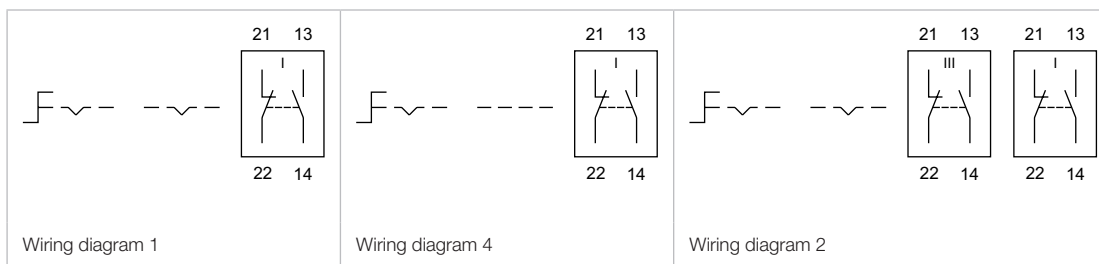 21 13
I
22 14
Wiring diagram 1
21 13
I
22 14
Wiring diagram 4
21 13
III
22 14
21 13
I
22 14
Wiring diagram 2